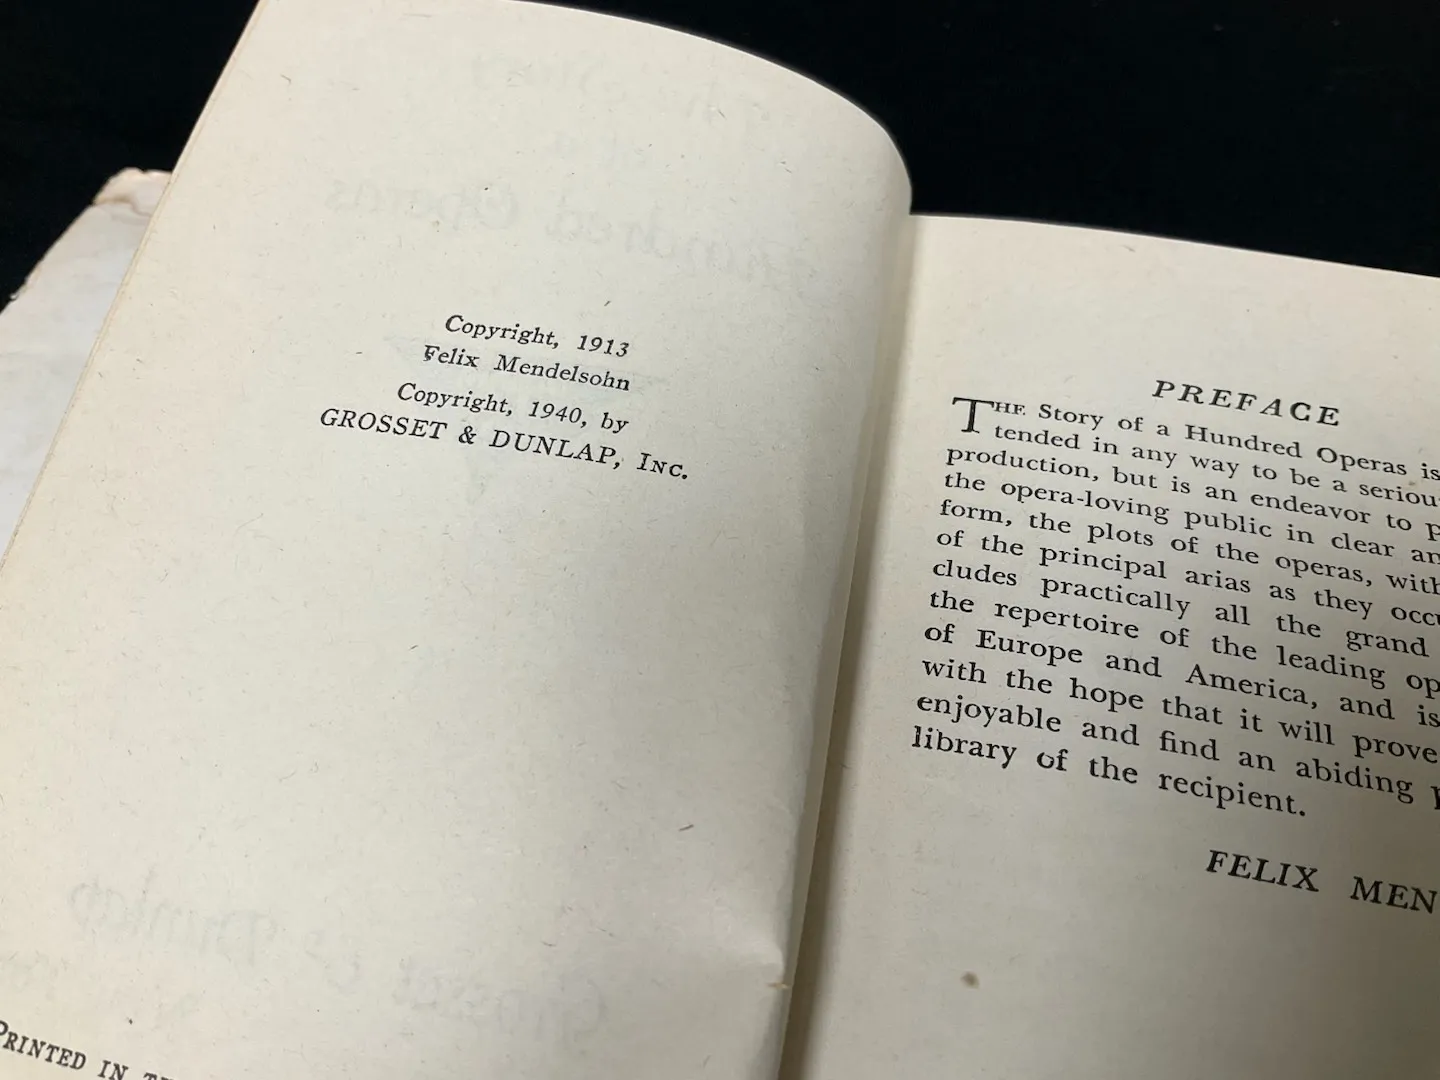 Copyright, 1913
Felix Mendelsohn
Copyright, 1940, by
GROSSET & DUNLAP, INC.
PRINTED IN
PREFACE
THE Story of a Hundred Operas is
tended in any way to be a
production, but is an endeavor to
the opera-loving public in clear
form, the plots of the operas, with
of the principal arias as they
cludes practically all the grand
the repertoire of the leading
of Europe and America, and is
with the hope that it will prove
enjoyable and find an abiding
library of the recipient.
FELIX MEN